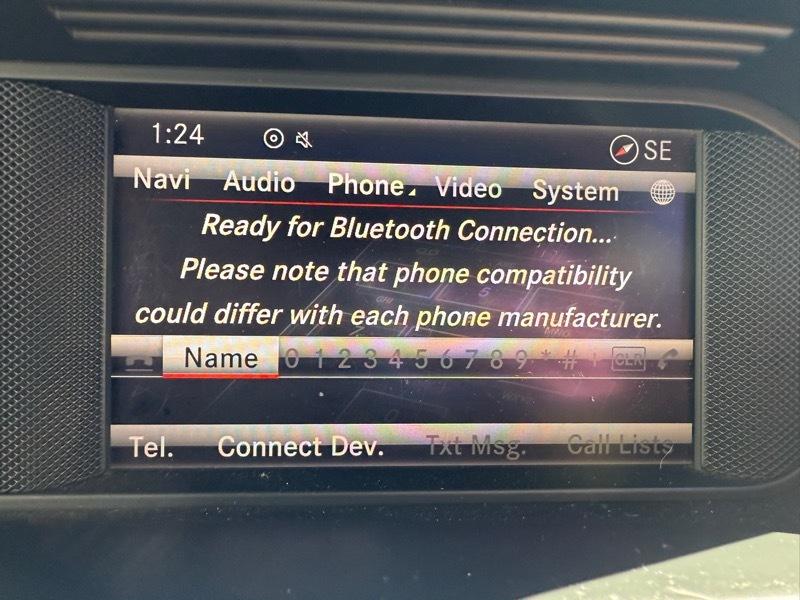 1:24 SE
Navi Audio Phone Video System
Ready for Bluetooth Connection...
Please note that phone compatibility
could differ with each phone manufacturer.
Name 0 1 2 3 4 5 6 7 8 9 * # + CLR
Tel. Connect Dev. Txt Msg. Call Lists